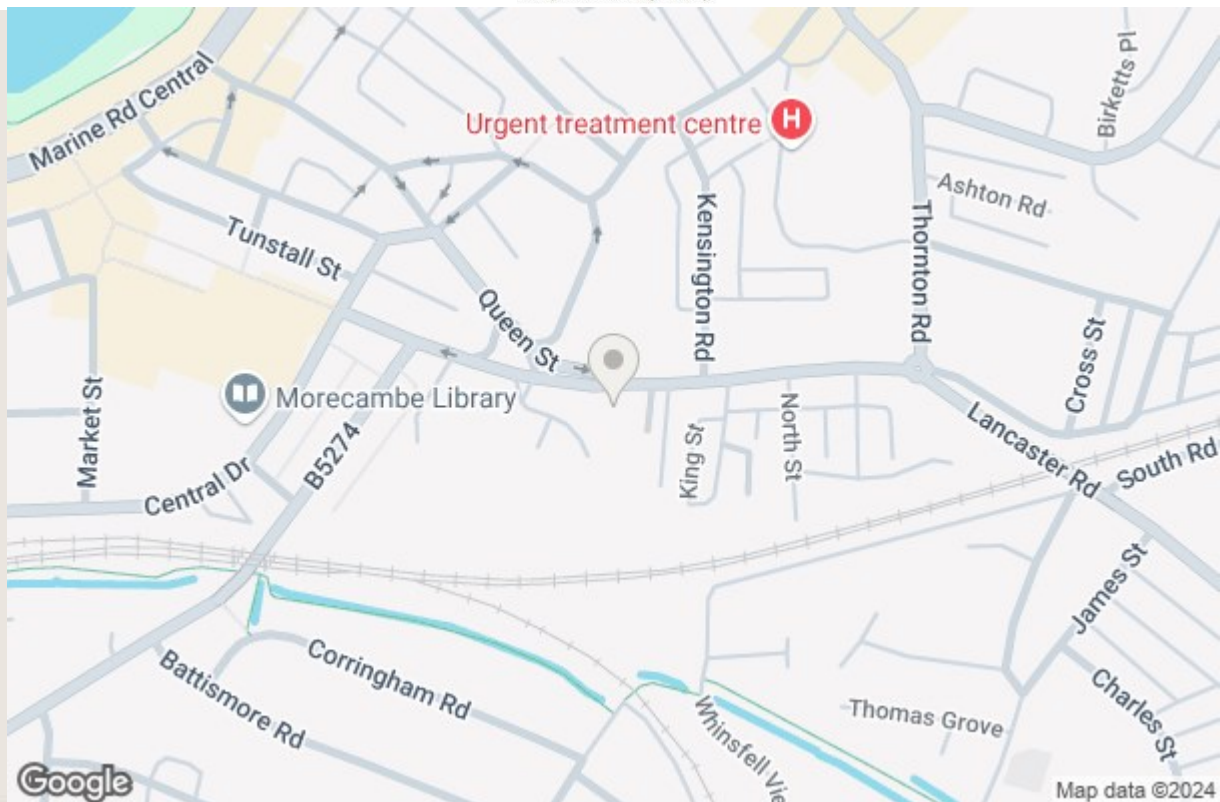 Marine Rd Central
Birketts Pl
Urgent treatment centre
H
Ashton Rd
Kensington Rd
Thornton Rd
Tunstall St
Queen St
Cross St
Morecambe Library
Market St
B5274
King St
North St
Lancaster Rd
South Rd
Central Dr
James St
Corringham Rd
Battismore Rd
Charles St
Thomas Grove
Whinsfell Vie
Google
Map data ©2024